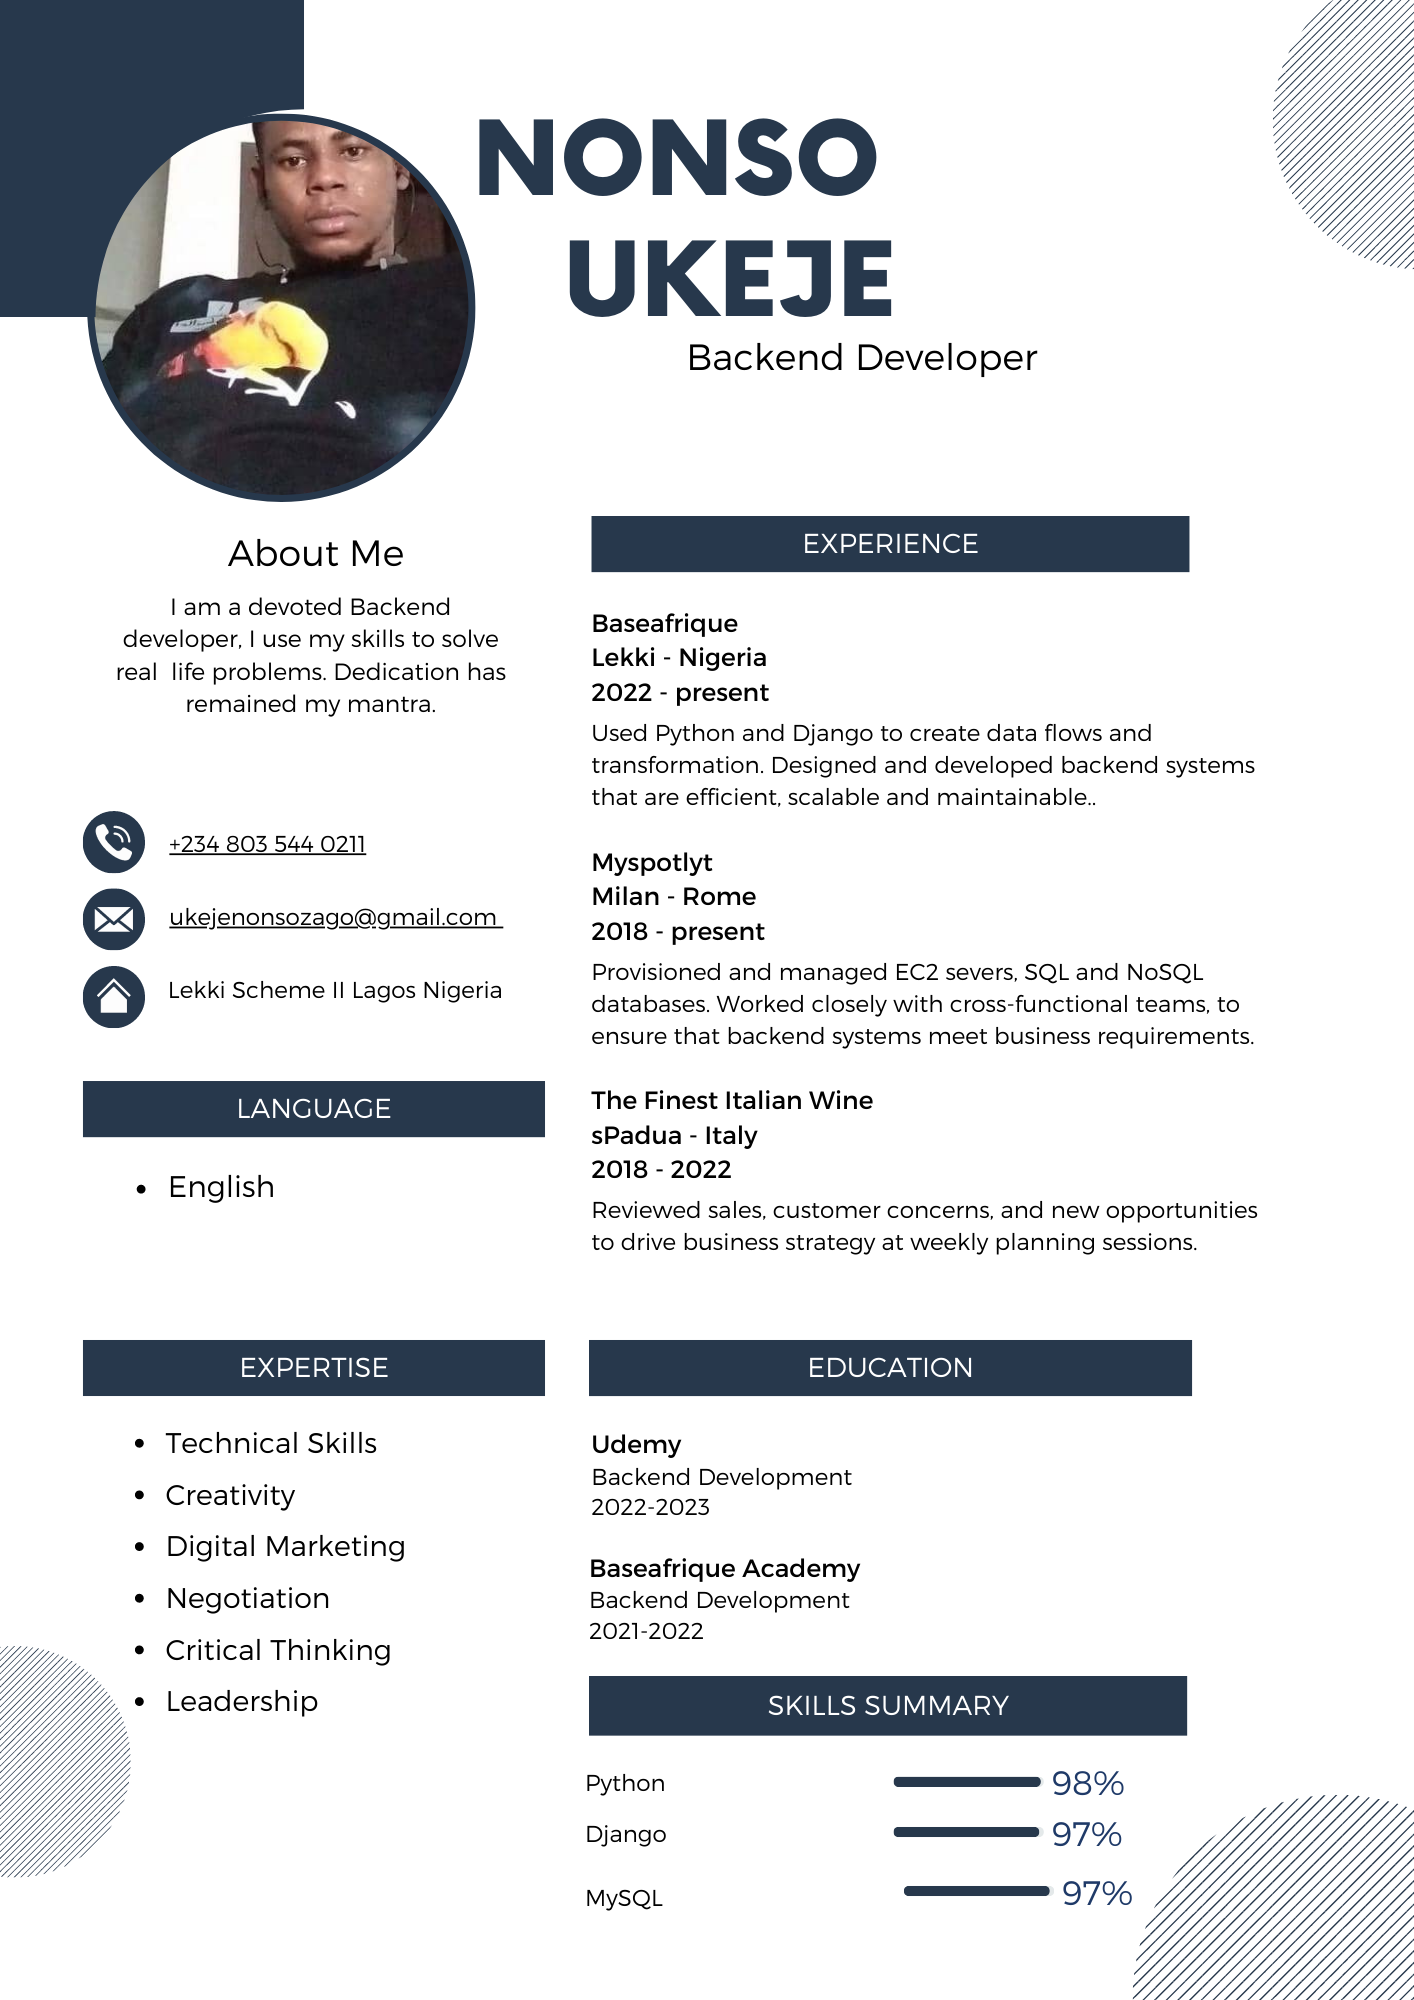 NONSO
UKEJE
Backend Developer
About Me
I am a devoted Backend
developer, I use my skills to solve
real  life problems. Dedication has
remained my mantra.
+234 803 544 0211
ukejenonsozago@gmail.com
Lekki Scheme II Lagos Nigeria
LANGUAGE
• English
EXPERTISE
• Technical Skills
• Creativity
• Digital Marketing
• Negotiation
• Critical Thinking
• Leadership
EXPERIENCE
Baseafrique
Lekki - Nigeria
2022 - present
Used Python and Django to create data flows and
transformation. Designed and developed backend systems
that are efficient, scalable and maintainable..
Myspotlyt
Milan - Rome
2018 - present
Provisioned and managed EC2 severs, SQL and NoSQL
databases. Worked closely with cross-functional teams, to
ensure that backend systems meet business requirements.
The Finest Italian Wine
sPadua - Italy
2018 - 2022
Reviewed sales, customer concerns, and new opportunities
to drive business strategy at weekly planning sessions.
EDUCATION
Udemy
Backend Development
2022-2023
Baseafrique Academy
Backend Development
2021-2022
SKILLS SUMMARY
Python 98%
Django 97%
MySQL 97%